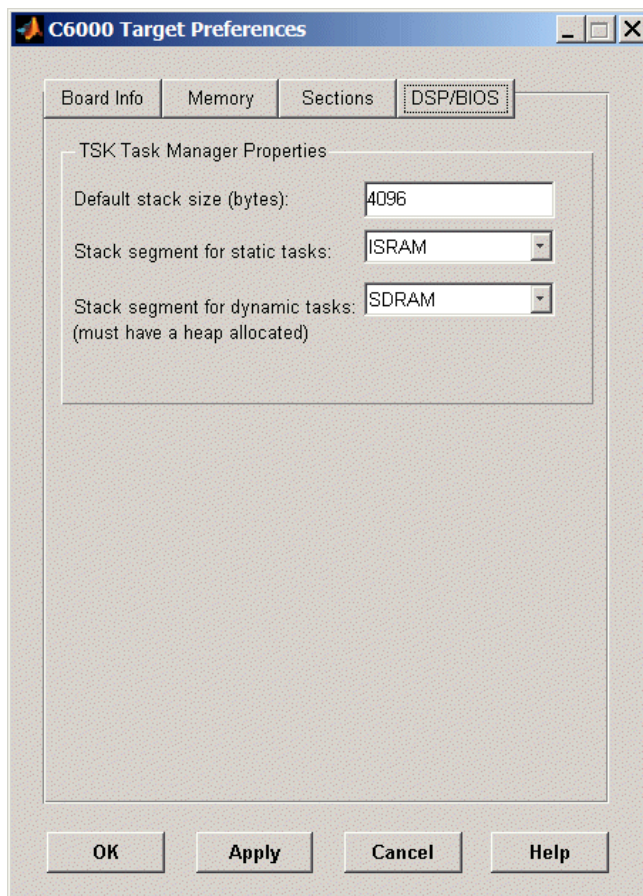 C6000 Target Preferences
Board Info Memory Sections DSP/BIOS
TSK Task Manager Properties
Default stack size (bytes): 4096
Stack segment for static tasks: ISRAM
Stack segment for dynamic tasks: SDRAM
(must have a heap allocated)
OK Apply Cancel Help